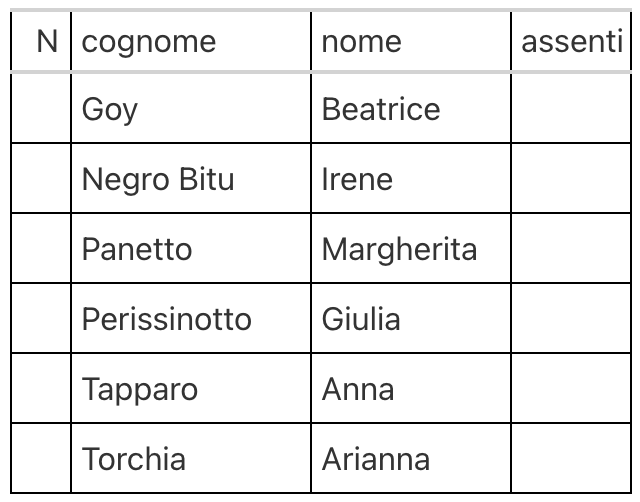 N cognome nome assenti
Goy Beatrice
Negro Bitu Irene
Panetto Margherita
Perissinotto Giulia
Tapparo Anna
Torchia Arianna